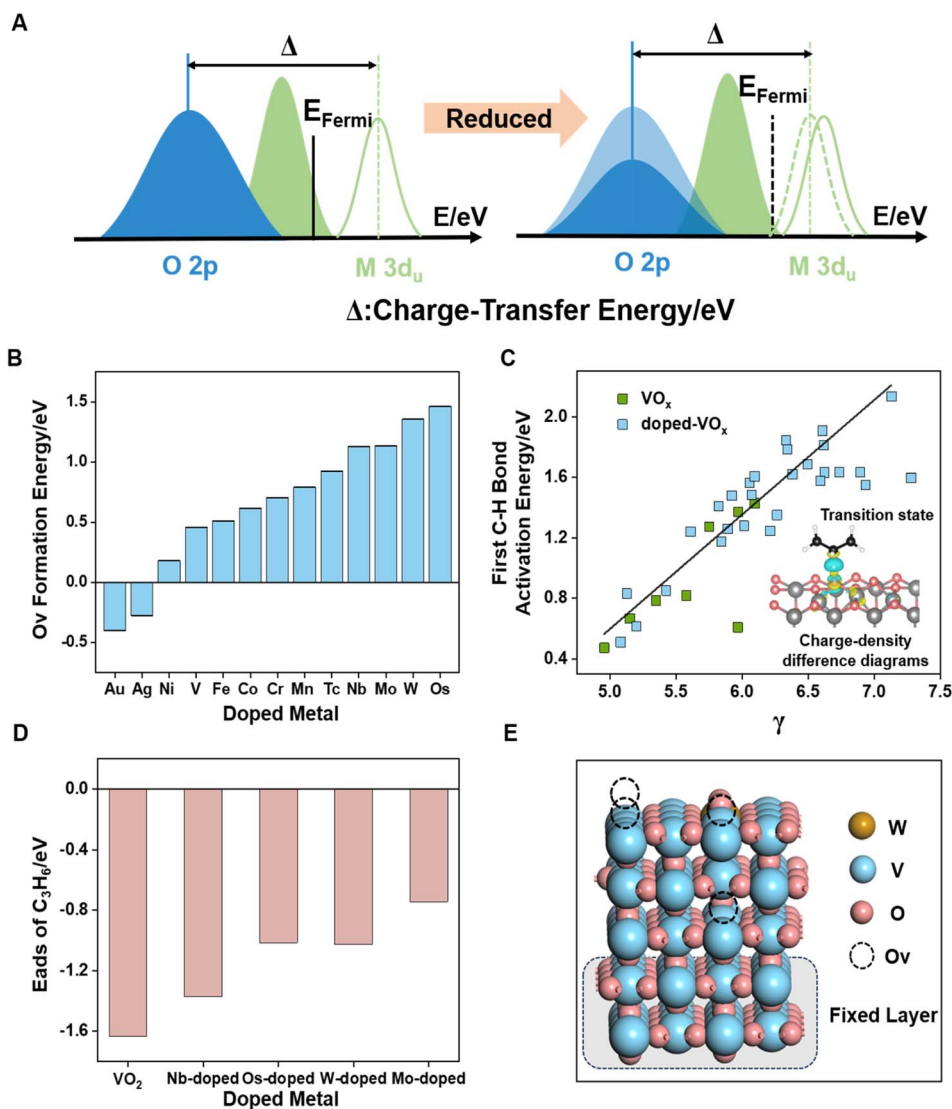 A
Δ
E_Fermi
E/eV
O 2p
M 3d_u
Reduced
Δ
E_Fermi
E/eV
O 2p
M 3d_u
Δ:Charge-Transfer Energy/eV
B
Ov Formation Energy/eV
1.5
1.0
0.5
0.0
-0.5
Au Ag Ni V Fe Co Cr Mn Tc Nb Mo W Os
Doped Metal
C
First C-H Bond
Activation Energy/eV
2.0
1.6
1.2
0.8
0.4
VOₓ
doped-VOₓ
Transition state
Charge-density
difference diagrams
5.0 5.5 6.0 6.5 7.0 7.5
γ
D
Eads of C₃H₆/eV
0.0
-0.4
-0.8
-1.2
-1.6
VO₂ Nb-doped Os-doped W-doped Mo-doped
Doped Metal
E
W
V
O
Ov
Fixed Layer